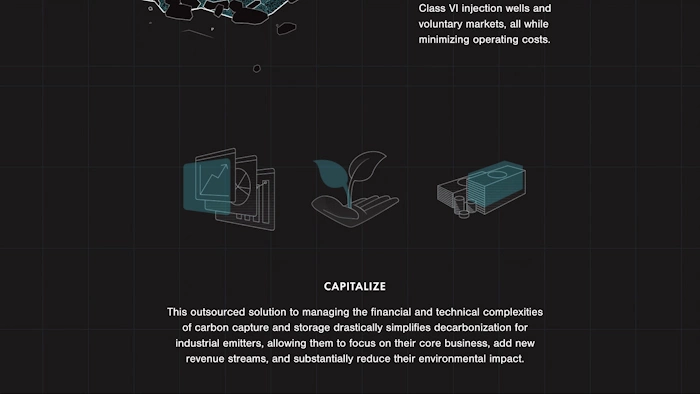 Class VI injection wells and
voluntary markets, all while
minimizing operating costs.
CAPITALIZE
This outsourced solution to managing the financial and technical complexities
of carbon capture and storage drastically simplifies decarbonization for
industrial emitters, allowing them to focus on their core business, add new
revenue streams, and substantially reduce their environmental impact.